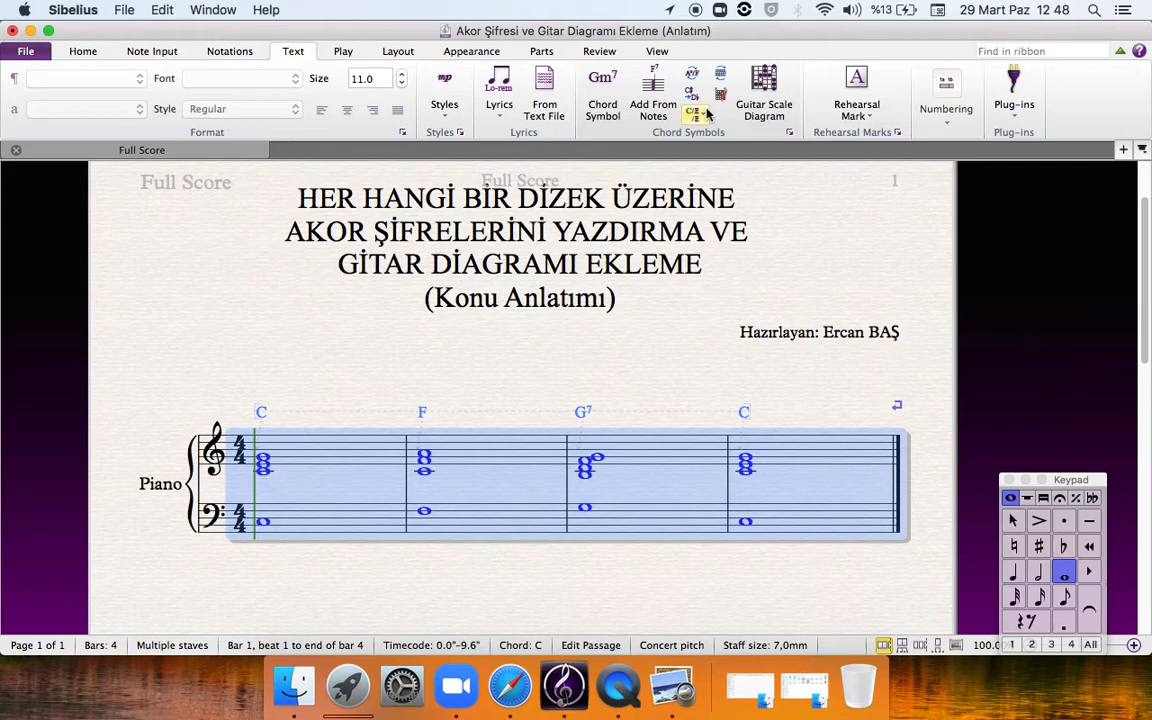 Sibelius File Edit Window Help %13 29 Mart Paz 12 48
Akor Şifresi ve Gitar Diagramı Ekleme (Anlatım)
File Home Note Input Notations Text Play Layout Appearance Parts Review View Find in ribbon
Font Size 11.0
a Style Regular
Format
mp
Styles
Styles
Lo-rem
Lyrics
From
Text File
Lyrics
Gm7
Chord
Symbol
F7
Add From
Notes
C/E
/E
Guitar Scale
Diagram
Chord Symbols
A
Rehearsal
Mark
Rehearsal Marks
Numbering
Plug-ins
Plug-ins
Full Score
Full Score Full Score 1
HER HANGİ BİR DİZEK ÜZERİNE
AKOR ŞİFRELERİNİ YAZDIRMA VE
GİTAR DİAGRAMI EKLEME
(Konu Anlatımı)
Hazırlayan: Ercan BAŞ
C F G7 C
Piano
Keypad
1 2 3 4 All
Page 1 of 1 Bars: 4 Multiple staves Bar 1, beat 1 to end of bar 4 Timecode: 0.0"-9.6" Chord: C Edit Passage Concert pitch Staff size: 7,0mm 100.0